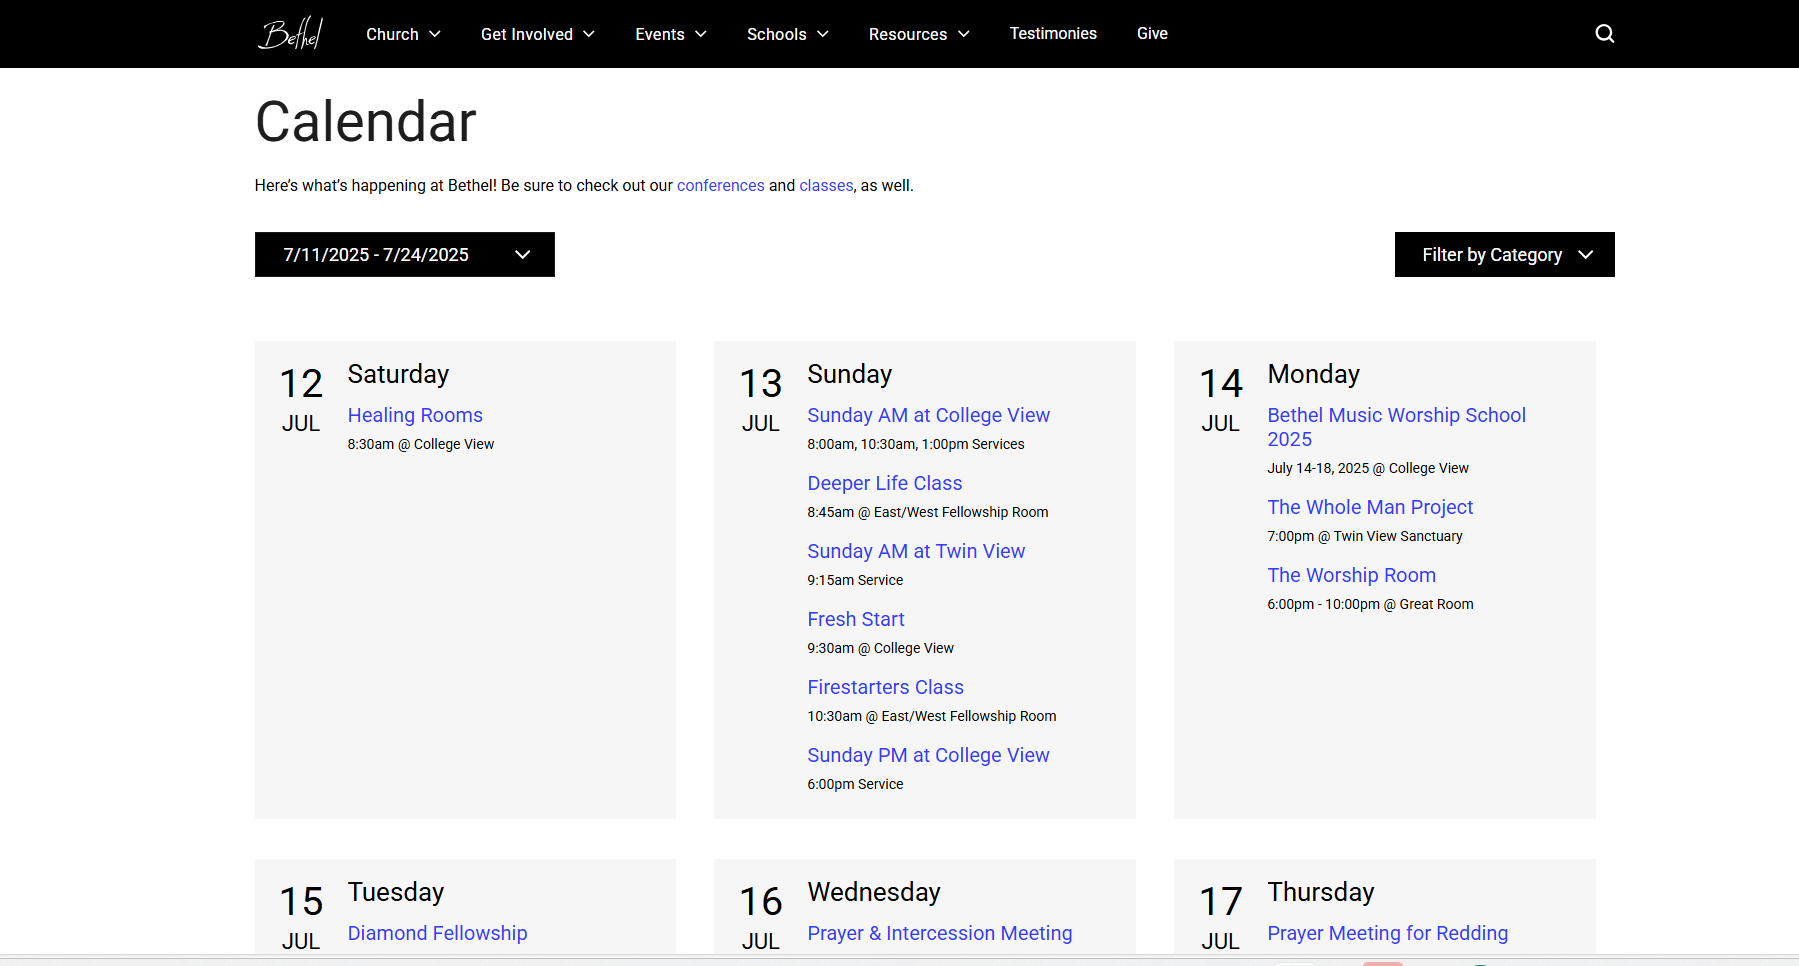 Bethel
Church
Get Involved
Events
Schools
Resources
Testimonies
Give
Calendar
Here’s what’s happening at Bethel! Be sure to check out our conferences and classes, as well.
7/11/2025 - 7/24/2025
Filter by Category
12
JUL
Saturday
Healing Rooms
8:30am @ College View
13
JUL
Sunday
Sunday AM at College View
8:00am, 10:30am, 1:00pm Services
Deeper Life Class
8:45am @ East/West Fellowship Room
Sunday AM at Twin View
9:15am Service
Fresh Start
9:30am @ College View
Firestarters Class
10:30am @ East/West Fellowship Room
Sunday PM at College View
6:00pm Service
14
JUL
Monday
Bethel Music Worship School
2025
July 14-18, 2025 @ College View
The Whole Man Project
7:00pm @ Twin View Sanctuary
The Worship Room
6:00pm - 10:00pm @ Great Room
15
JUL
Tuesday
Diamond Fellowship
16
JUL
Wednesday
Prayer & Intercession Meeting
17
JUL
Thursday
Prayer Meeting for Redding